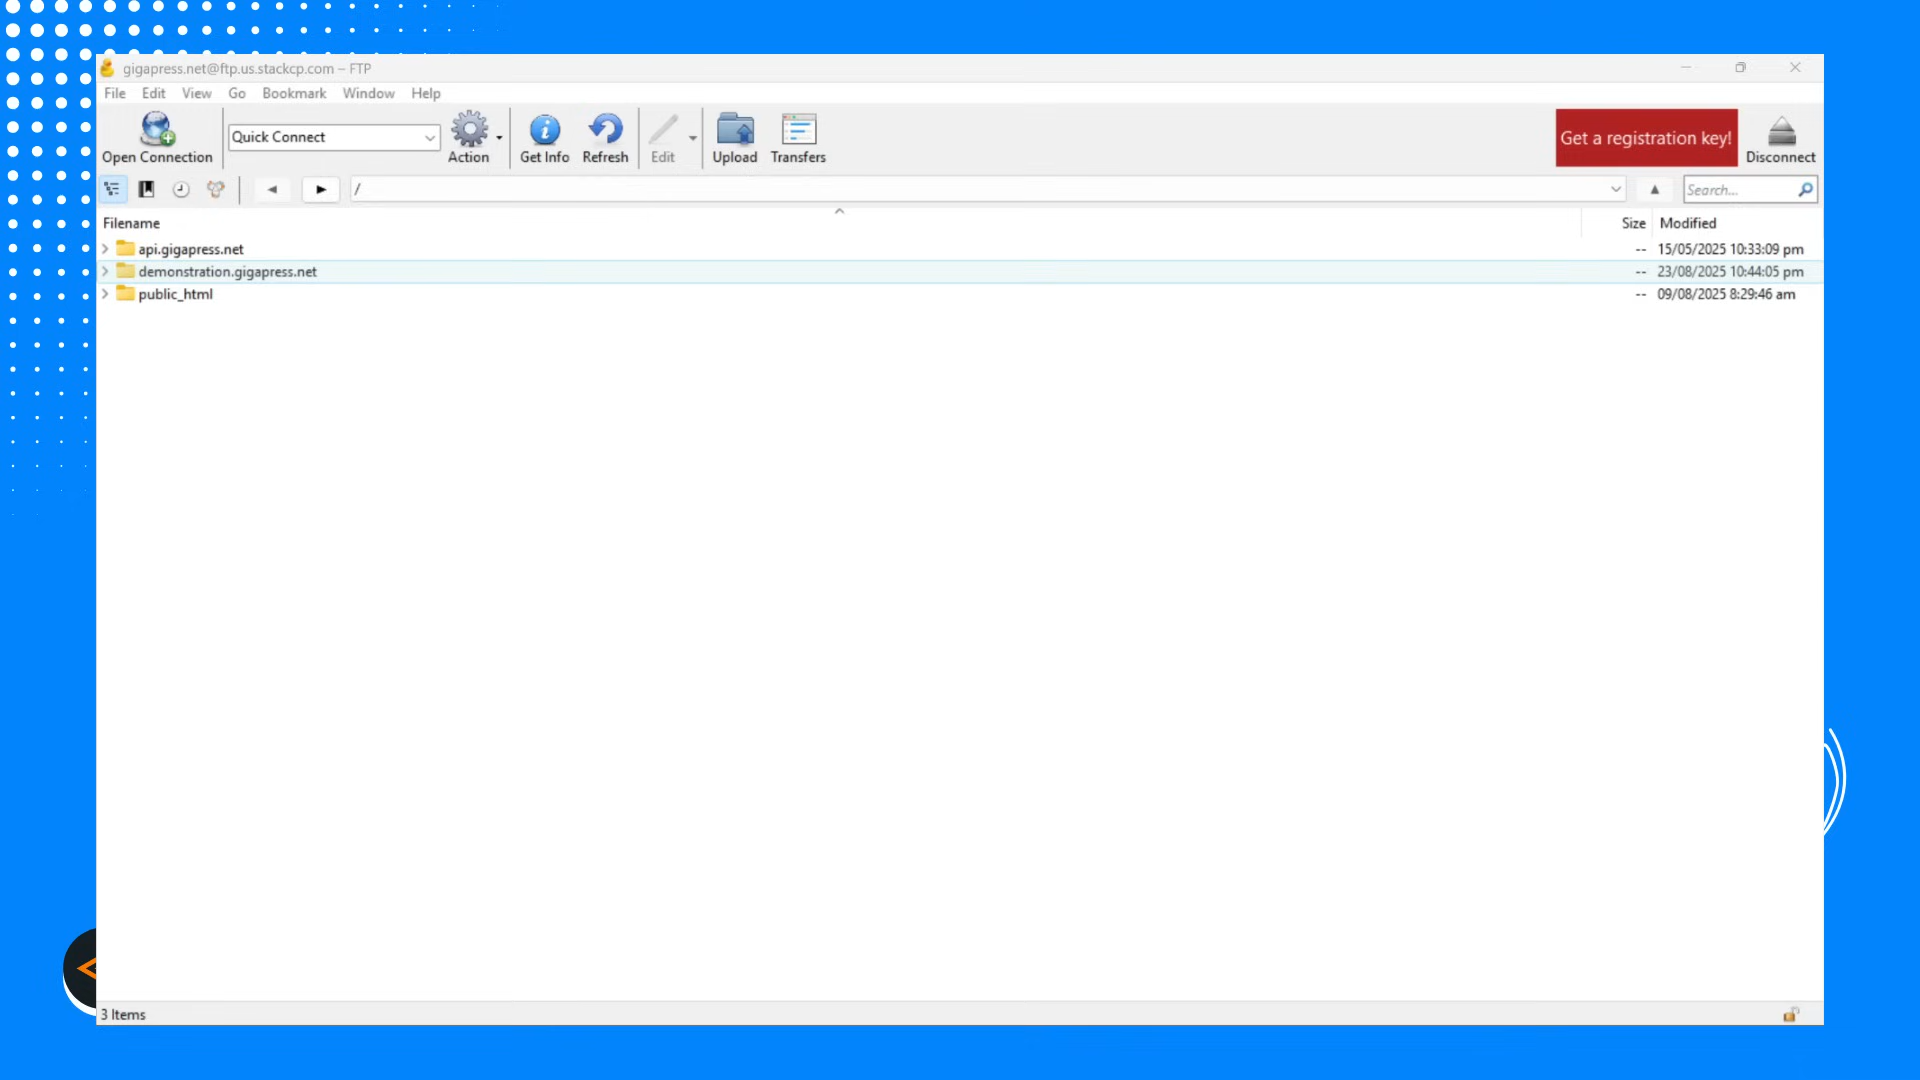 gigapress.net@ftp.us.stackcp.com – FTP
File Edit View Go Bookmark Window Help
Open Connection
Quick Connect
Action
Get Info
Refresh
Edit
Upload
Transfers
Get a registration key!
Disconnect
/
Search...
Filename Size Modified
api.gigapress.net -- 15/05/2025 10:33:09 pm
demonstration.gigapress.net -- 23/08/2025 10:44:05 pm
public_html -- 09/08/2025 8:29:46 am
3 Items